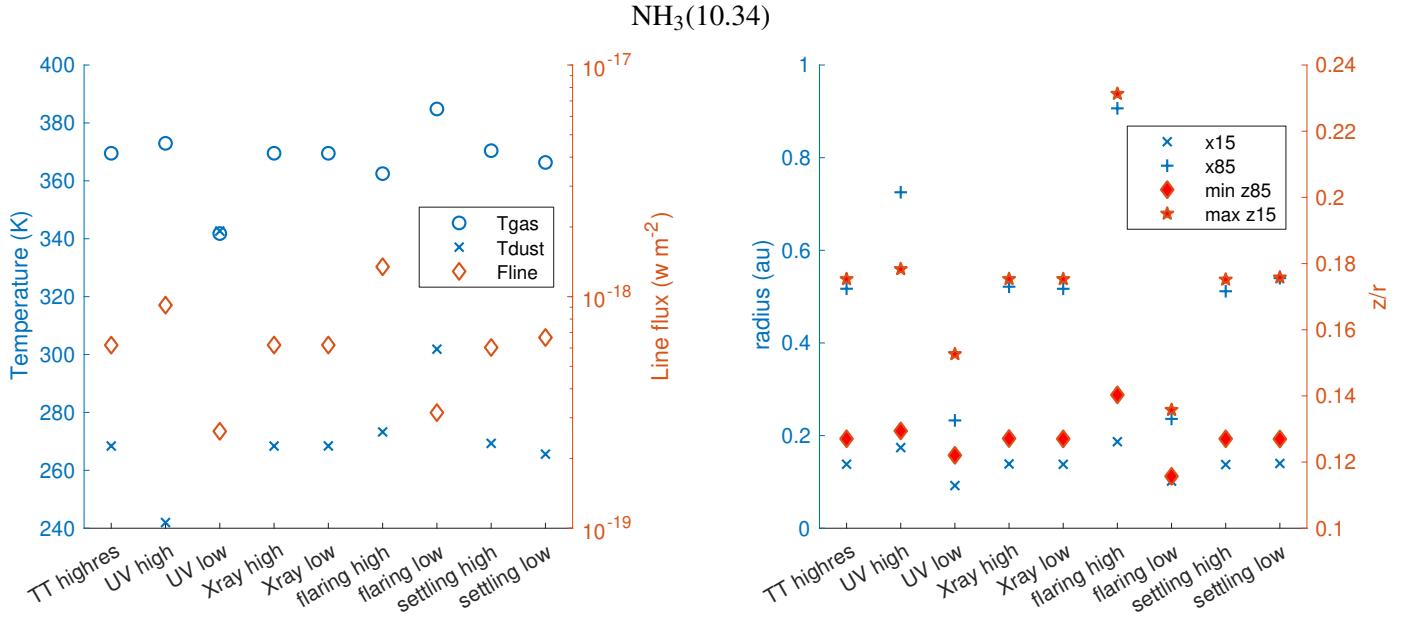 NH3(10.34)
400
380
360
340
320
300
280
260
240
Temperature (K)
10-17
10-18
10-19
Line flux (w m-2)
Tgas
Tdust
Fline
TT highres
UV high
UV low
Xray high
Xray low
flaring high
flaring low
settling high
settling low
1
0.8
0.6
0.4
0.2
0
radius (au)
0.24
0.22
0.2
0.18
0.16
0.14
0.12
0.1
z/r
x15
x85
min z85
max z15
TT highres
UV high
UV low
Xray high
Xray low
flaring high
flaring low
settling high
settling low